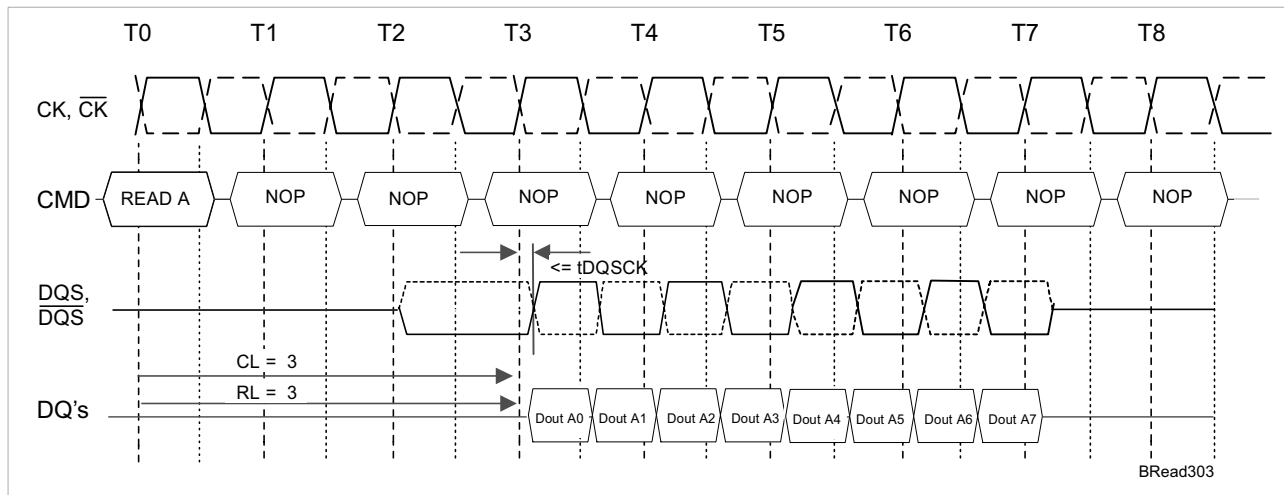 T0 T1 T2 T3 T4 T5 T6 T7 T8
CK, CK
CMD READ A NOP NOP NOP NOP NOP NOP NOP NOP
<= tDQSCK
DQS,
DQS
CL = 3
RL = 3
DQ's Dout A0 Dout A1 Dout A2 Dout A3 Dout A4 Dout A5 Dout A6 Dout A7
BRead303